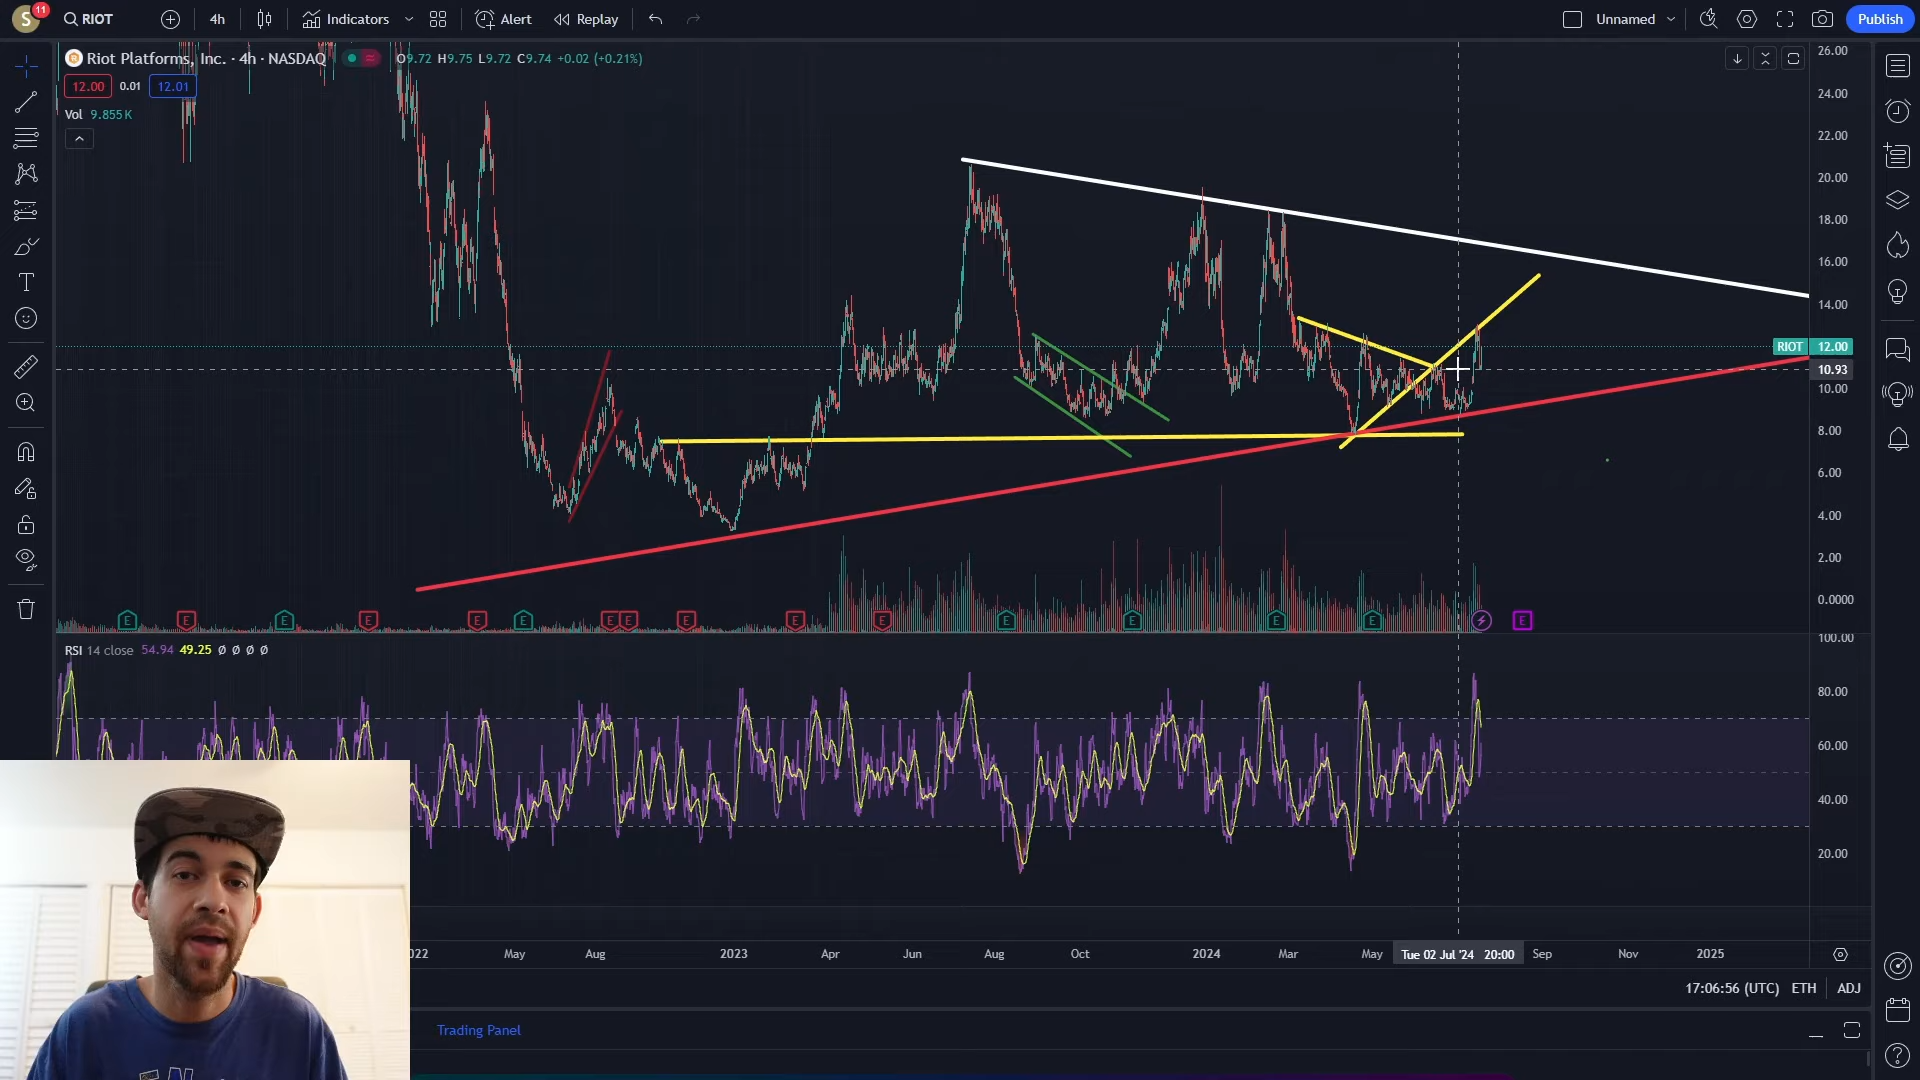 S 11 RIOT 4h Indicators Alert Replay Unnamed Publish
Riot Platforms, Inc. · 4h · NASDAQ O9.72 H9.75 L9.72 C9.74 +0.02 (+0.21%)
12.00 0.01 12.01
Vol 9.855K
26.00
24.00
22.00
20.00
18.00
16.00
14.00
RIOT 12.00
10.93
10.00
8.00
6.00
4.00
2.00
0.0000
E E E E E E E E E E E E E E E E
RSI 14 close 54.94 49.25 Ø Ø Ø Ø
100.00
80.00
60.00
40.00
20.00
022 May Aug 2023 Apr Jun Aug Oct 2024 Mar May Tue 02 Jul '24 20:00 Sep Nov 2025
17:06:56 (UTC) ETH ADJ
Trading Panel